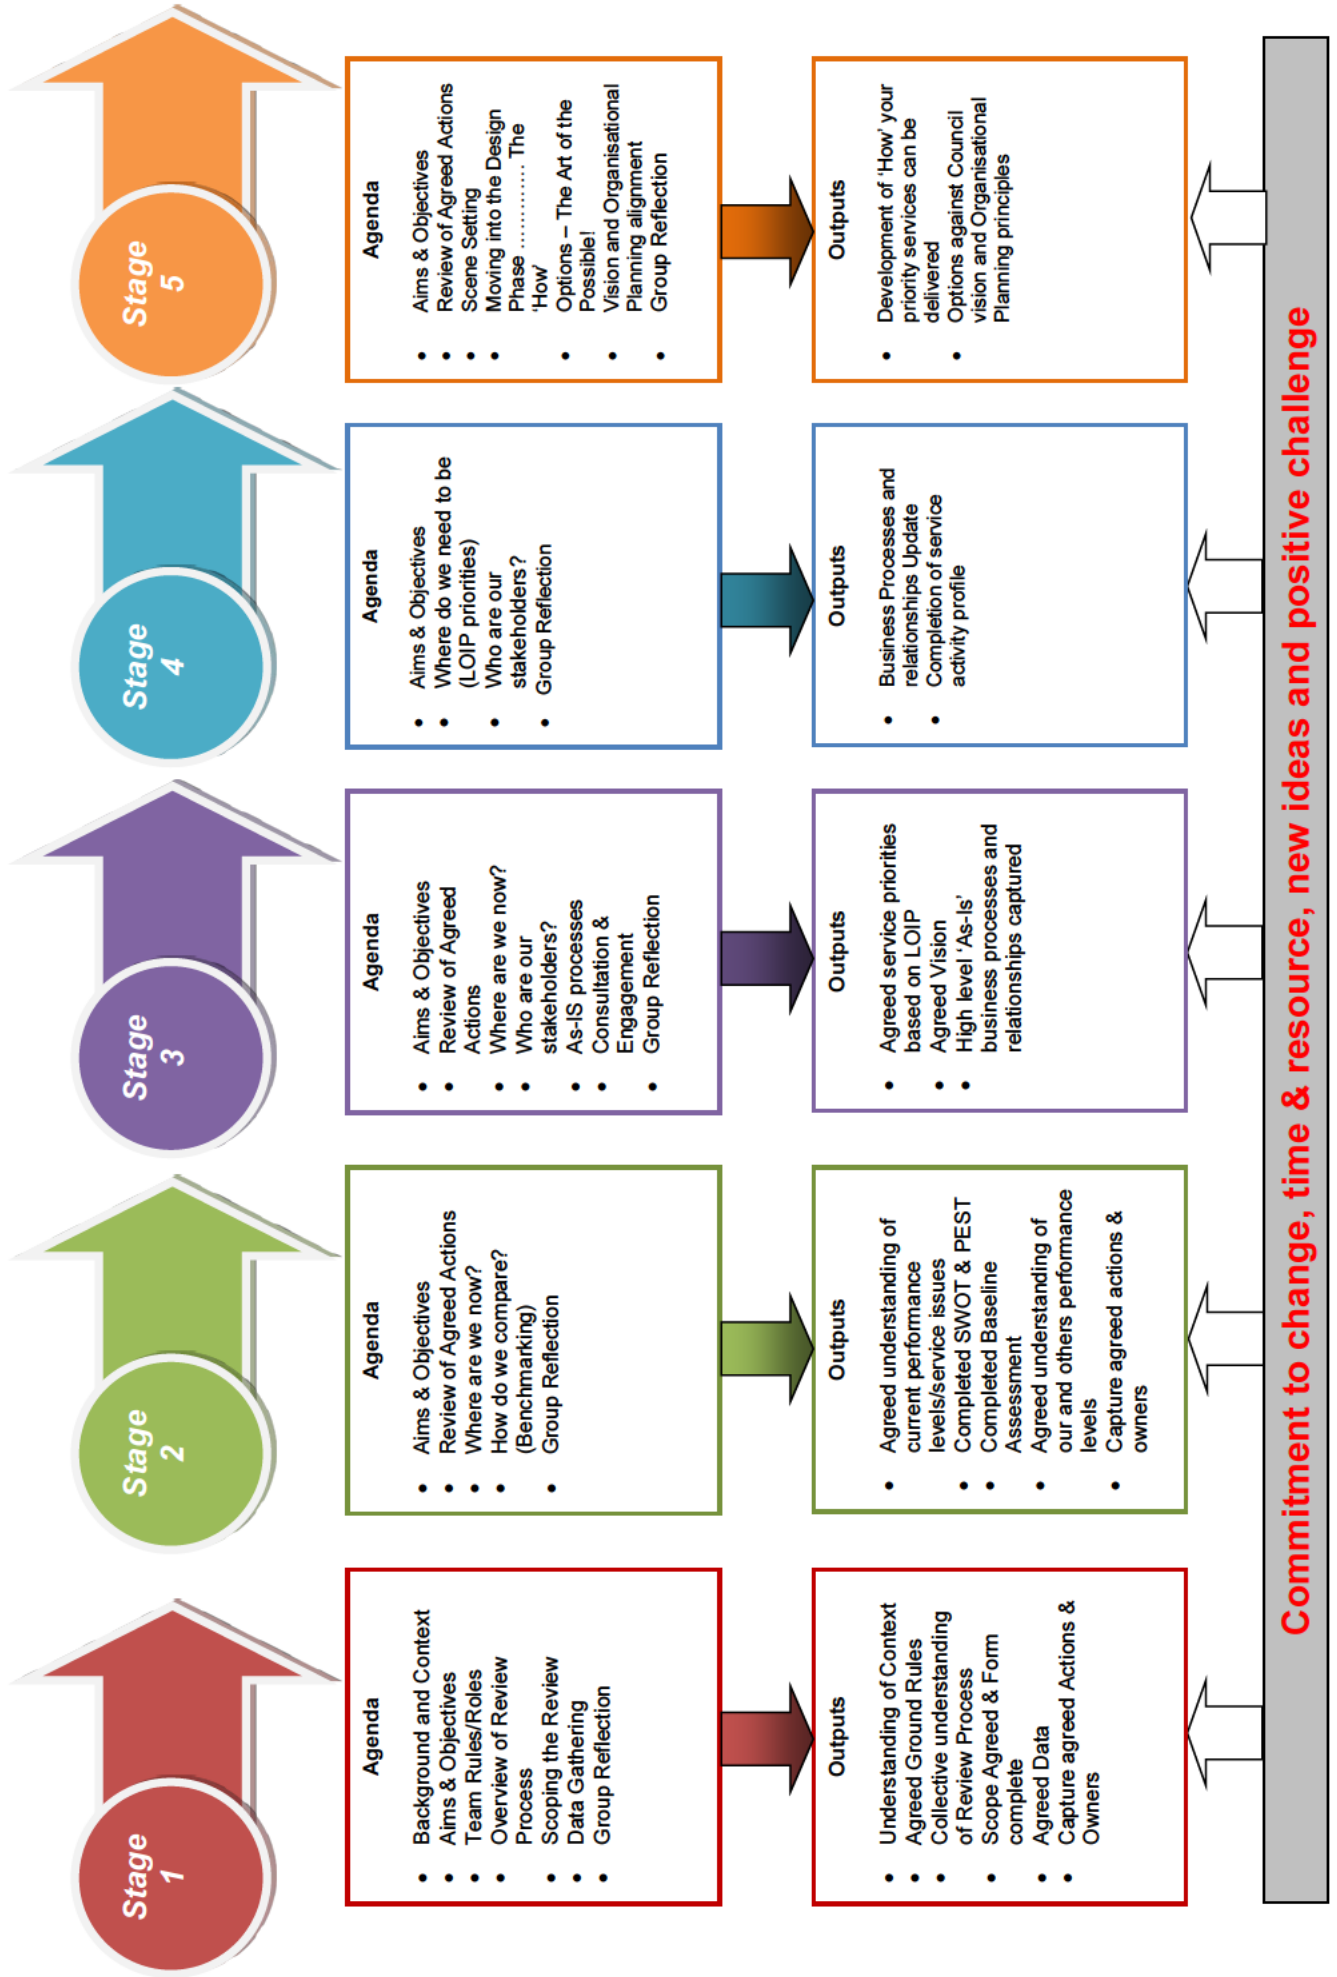 Stage
1
Agenda
• Background and Context
• Aims & Objectives
• Team Rules/Roles
• Overview of Review
Process
• Scoping the Review
• Data Gathering
• Group Reflection
Outputs
• Understanding of Context
• Agreed Ground Rules
• Collective understanding
of Review Process
• Scope Agreed & Form
complete
• Agreed Data
• Capture agreed Actions &
Owners
Stage
2
Agenda
• Aims & Objectives
• Review of Agreed Actions
• Where are we now?
• How do we compare?
(Benchmarking)
• Group Reflection
Outputs
• Agreed understanding of
current performance
levels/service issues
• Completed SWOT & PEST
• Completed Baseline
Assessment
• Agreed understanding of
our and others performance
levels
• Capture agreed actions &
owners
Stage
3
Agenda
• Aims & Objectives
• Review of Agreed
Actions
• Where are we now?
• Who are our
stakeholders?
• As-IS processes
• Consultation &
Engagement
• Group Reflection
Outputs
• Agreed service priorities
based on LOIP
• Agreed Vision
• High level ‘As-Is’
business processes and
relationships captured
Stage
4
Agenda
• Aims & Objectives
• Where do we need to be
(LOIP priorities)
• Who are our
stakeholders?
• Group Reflection
Outputs
• Business Processes and
relationships Update
• Completion of service
activity profile
Stage
5
Agenda
• Aims & Objectives
• Review of Agreed Actions
• Scene Setting
• Moving into the Design
Phase ............... The
‘How’
• Options – The Art of the
Possible!
• Vision and Organisational
Planning alignment
• Group Reflection
Outputs
• Development of ‘How’ your
priority services can be
delivered
• Options against Council
vision and Organisational
Planning principles
Commitment to change, time & resource, new ideas and positive challenge